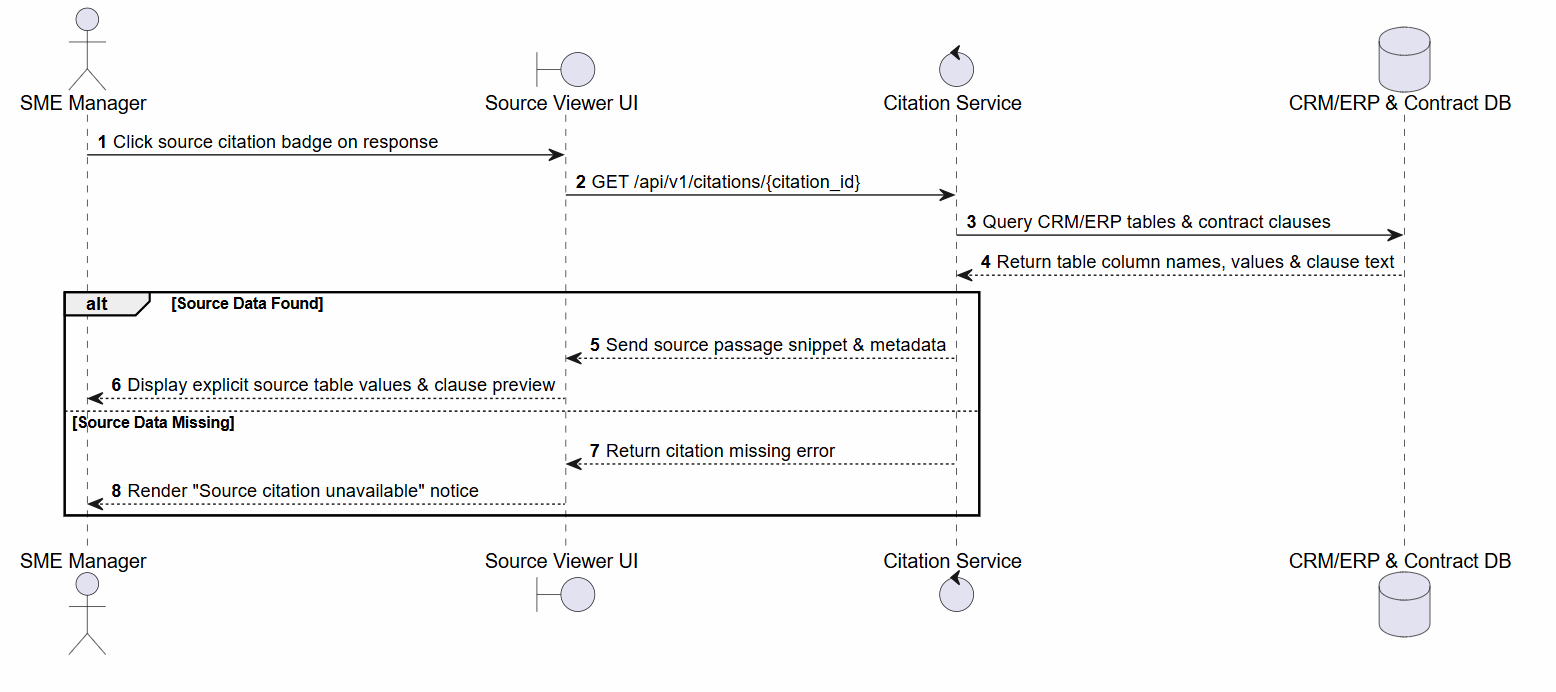 SME Manager
Source Viewer UI
Citation Service
CRM/ERP & Contract DB
1 Click source citation badge on response
2 GET /api/v1/citations/{citation_id}
3 Query CRM/ERP tables & contract clauses
4 Return table column names, values & clause text
alt [Source Data Found]
5 Send source passage snippet & metadata
6 Display explicit source table values & clause preview
[Source Data Missing]
7 Return citation missing error
8 Render "Source citation unavailable" notice
SME Manager
Source Viewer UI
Citation Service
CRM/ERP & Contract DB